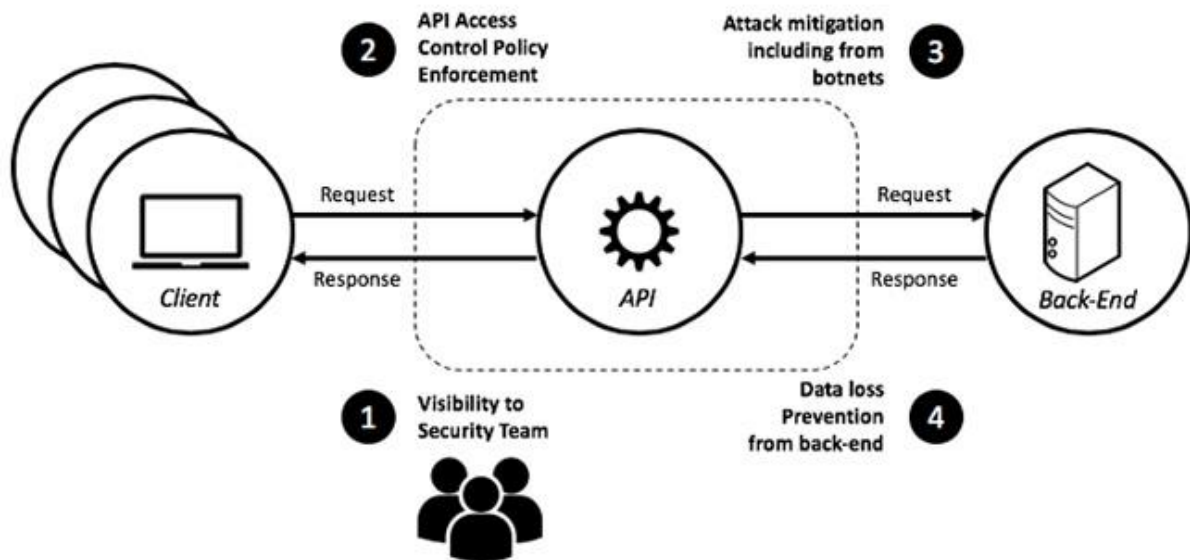 2
API Access
Control Policy
Enforcement
Attack mitigation
including from
botnets
3
Request
Response
Client
API
Request
Response
Back-End
1
Visibility to
Security Team
Data loss
Prevention
from back-end
4